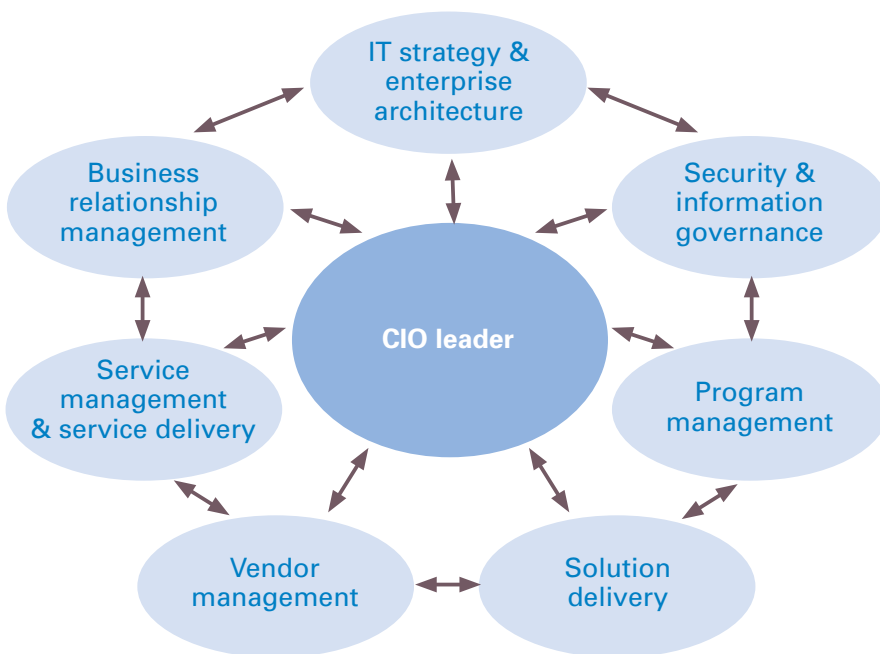 IT strategy &
enterprise
architecture
Business
relationship
management
Security &
information
governance
CIO leader
Service
management
& service delivery
Program
management
Vendor
management
Solution
delivery